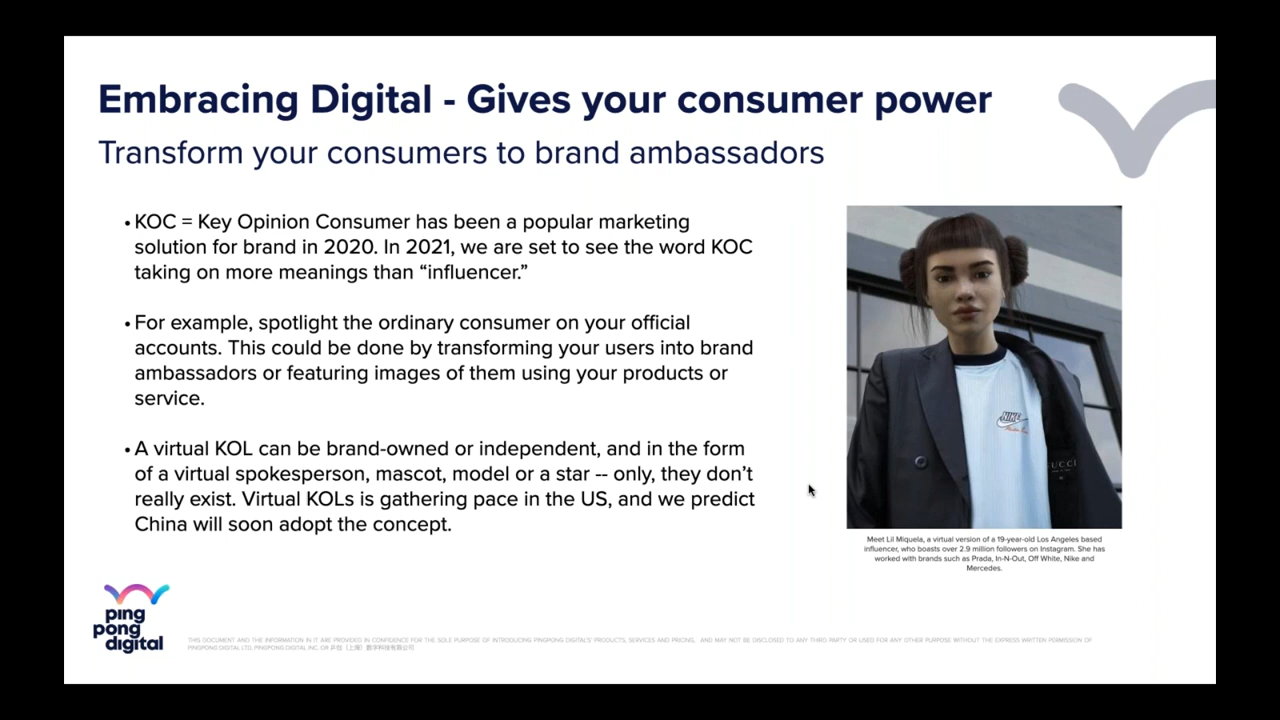 Embracing Digital - Gives your consumer power
Transform your consumers to brand ambassadors
• KOC = Key Opinion Consumer has been a popular marketing
solution for brand in 2020. In 2021, we are set to see the word KOC
taking on more meanings than “influencer.”
• For example, spotlight the ordinary consumer on your official
accounts. This could be done by transforming your users into brand
ambassadors or featuring images of them using your products or
service.
• A virtual KOL can be brand-owned or independent, and in the form
of a virtual spokesperson, mascot, model or a star -- only, they don’t
really exist. Virtual KOLs is gathering pace in the US, and we predict
China will soon adopt the concept.
NIKE
UCCI
Meet Lil Miquela, a virtual version of a 19-year-old Los Angeles based
influencer, who boasts over 2.9 million followers on Instagram. She has
worked with brands such as Prada, In-N-Out, Off White, Nike and
Mercedes.
ping
pong
digital
THIS DOCUMENT AND THE INFORMATION IN IT ARE PROVIDED IN CONFIDENCE FOR THE SOLE PURPOSE OF INTRODUCING PINGPONG DIGITALS' PRODUCTS, SERVICES AND PRICING, AND MAY NOT BE DISCLOSED TO ANY THIRD PARTY OR USED FOR ANY OTHER PURPOSE WITHOUT THE EXPRESS WRITTEN PERMISSION OF
PINGPONG DIGITAL LTD, PINGPONG DIGITAL INC. OR (上海) 数字科技有限公司